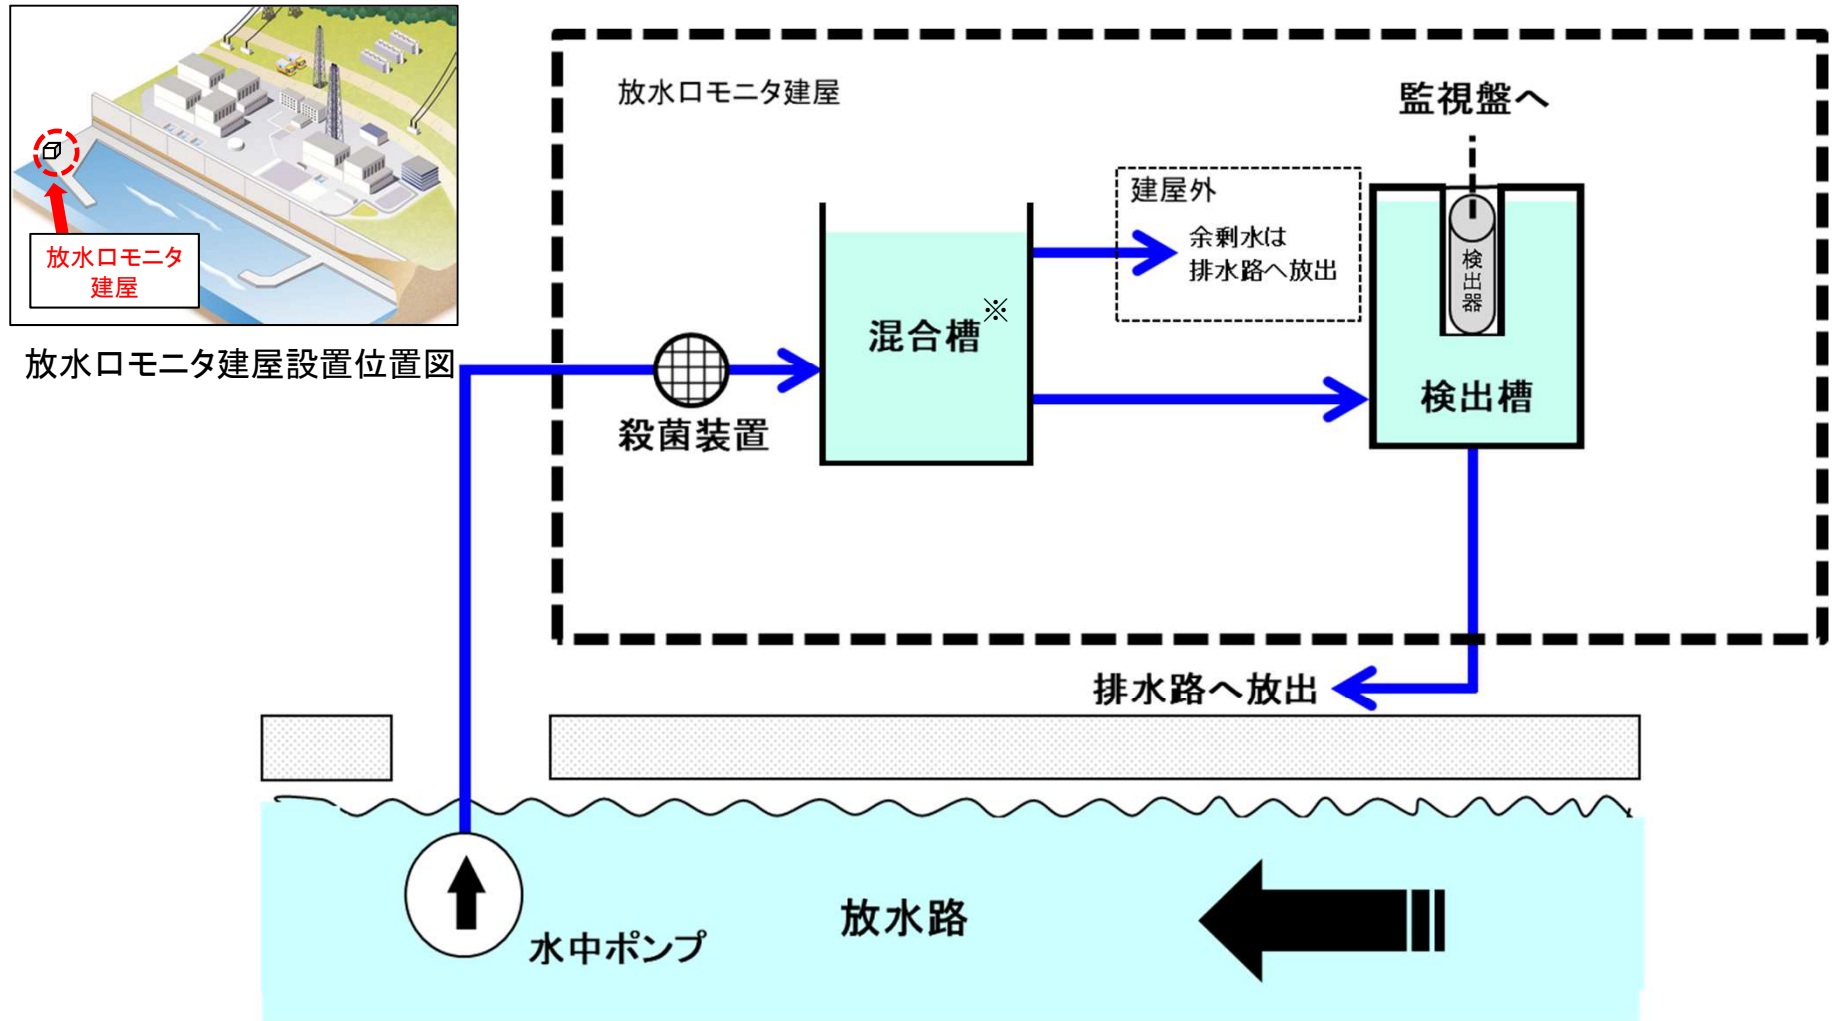 放水口モニタ
建屋
放水口モニタ建屋設置位置図
放水口モニタ建屋
監視盤へ
建屋外
余剰水は
排水路へ放出
検出器
混合槽※
殺菌装置
検出槽
排水路へ放出
放水路
水中ポンプ